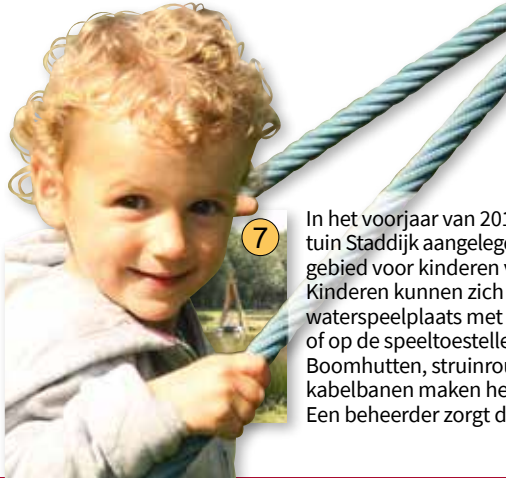 7
In het voorjaar van 201
tuin Staddijk aangeleg
gebied voor kinderen v
Kinderen kunnen zich
waterspeelplaats met
of op de speeltoestelle
Boomhutten, struinrou
kabelbanen maken he
Een beheerder zorgt d